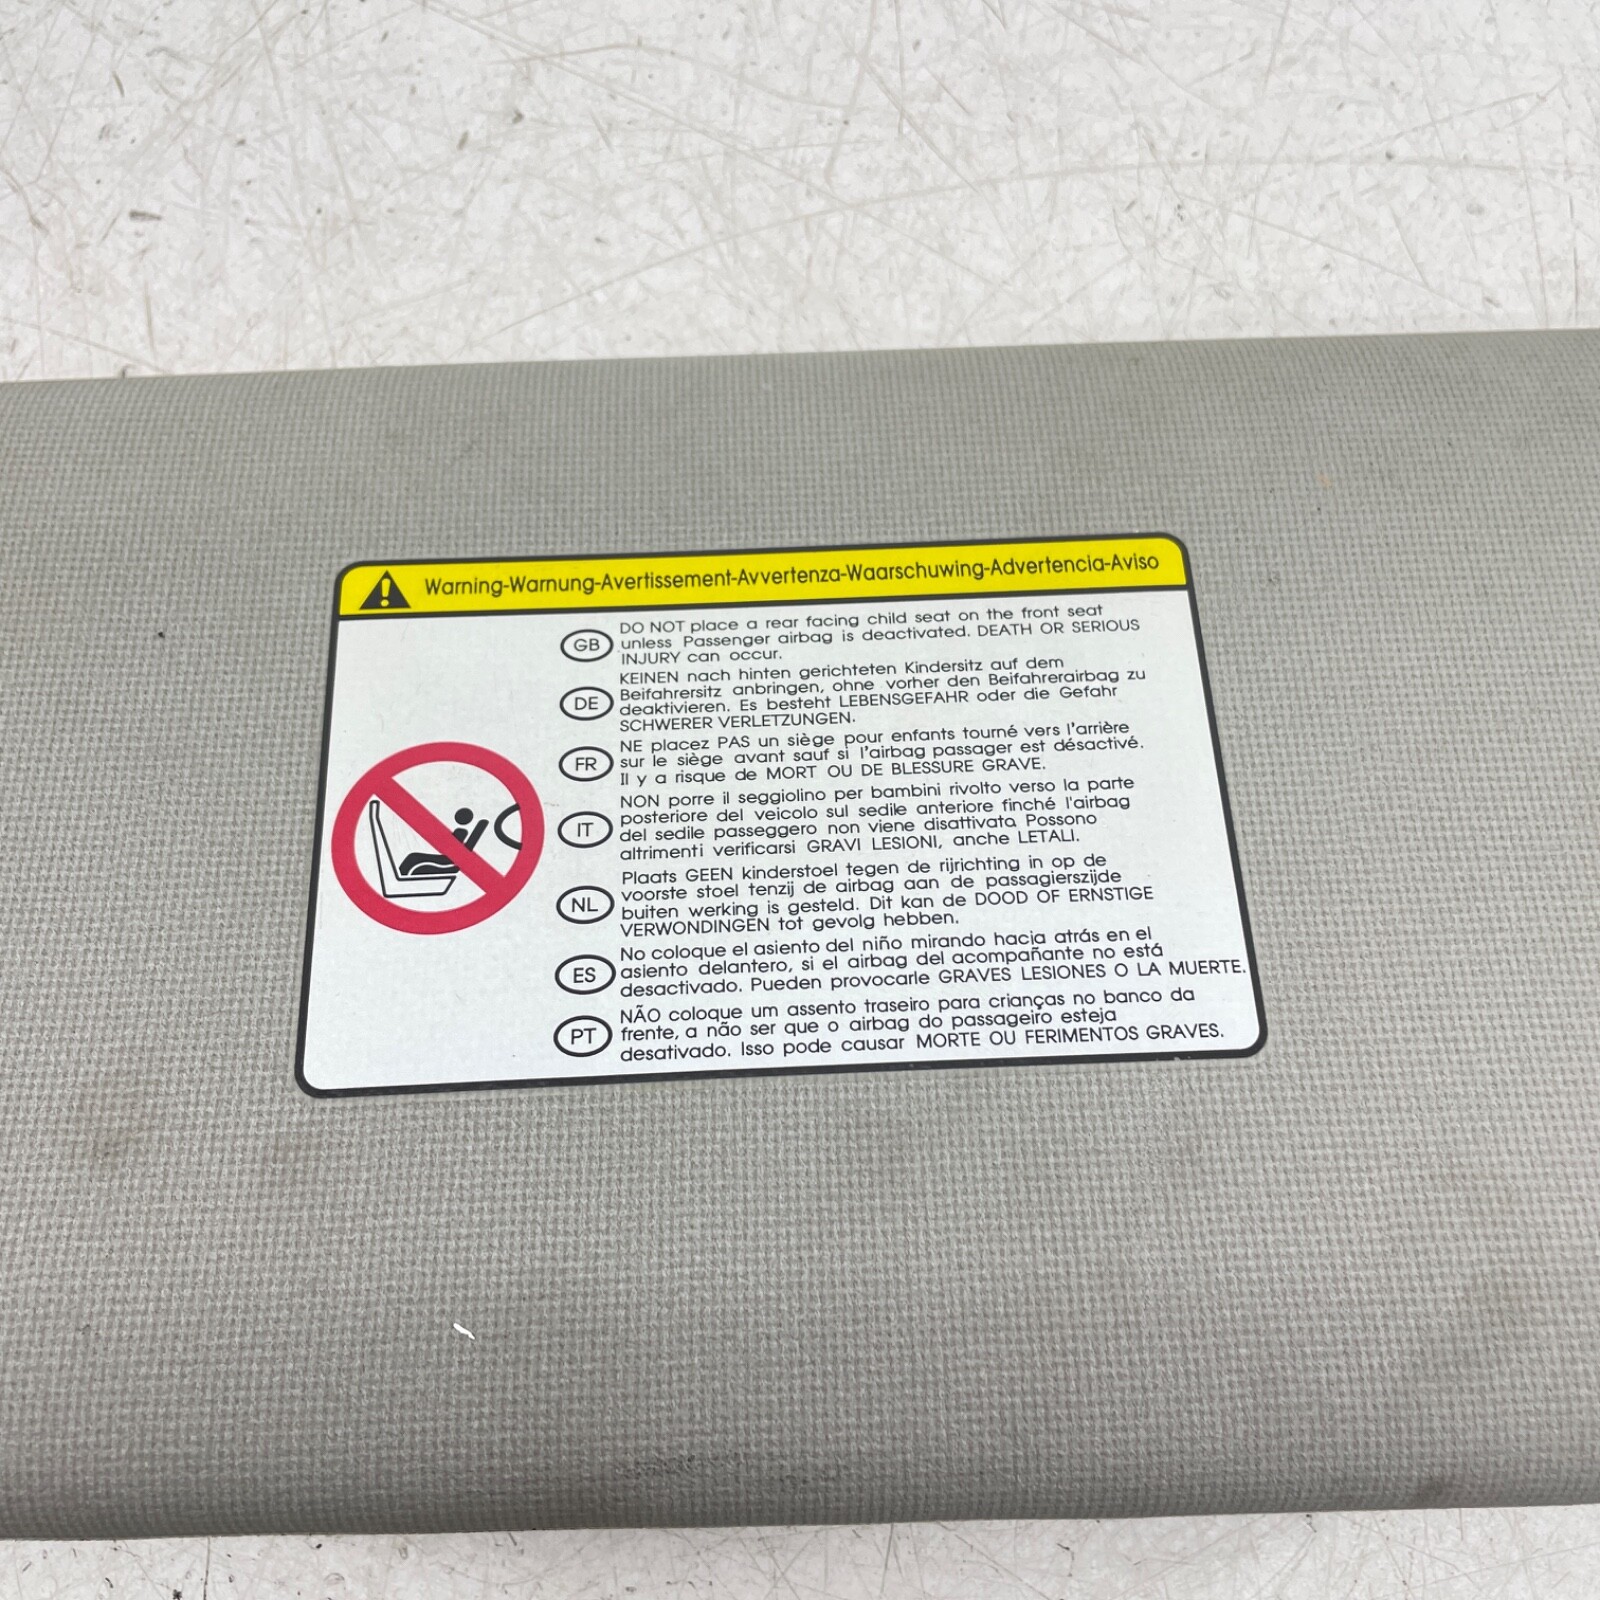 Warning-Warnung-Avertissement-Avvertenza-Waarschuwing-Advertencia-Aviso
GB
DO NOT place a rear facing child seat on the front seat
unless Passenger airbag is deactivated. DEATH OR SERIOUS
INJURY can occur.
DE
KEINEN nach hinten gerichteten Kindersitz auf dem
Beifahrersitz anbringen, ohne vorher den Beifahrerairbag zu
deaktivieren. Es besteht LEBENSGEFAHR oder die Gefahr
SCHWERER VERLETZUNGEN.
FR
NE placez PAS un siège pour enfants tourné vers l'arrière
sur le siège avant sauf si l'airbag passager est désactivé.
Il y a risque de MORT OU DE BLESSURE GRAVE.
IT
NON porre il seggiolino per bambini rivolto verso la parte
posteriore del veicolo sul sedile anteriore finché l'airbag
del sedile passeggero non viene disattivata. Possono
altrimenti verificarsi GRAVI LESIONI, anche LETALI.
NL
Plaats GEEN kinderstoel tegen de rijrichting in op de
voorste stoel tenzij de airbag aan de passagierszijde
buiten werking is gesteld. Dit kan de DOOD OF ERNSTIGE
VERWONDINGEN tot gevolg hebben.
ES
No coloque el asiento del niño mirando hacia atrás en el
asiento delantero, si el airbag del acompañante no está
desactivado. Pueden provocarle GRAVES LESIONES O LA MUERTE.
PT
NÃO coloque um assento traseiro para crianças no banco da
frente, a não ser que o airbag do passageiro esteja
desativado. Isso pode causar MORTE OU FERIMENTOS GRAVES.